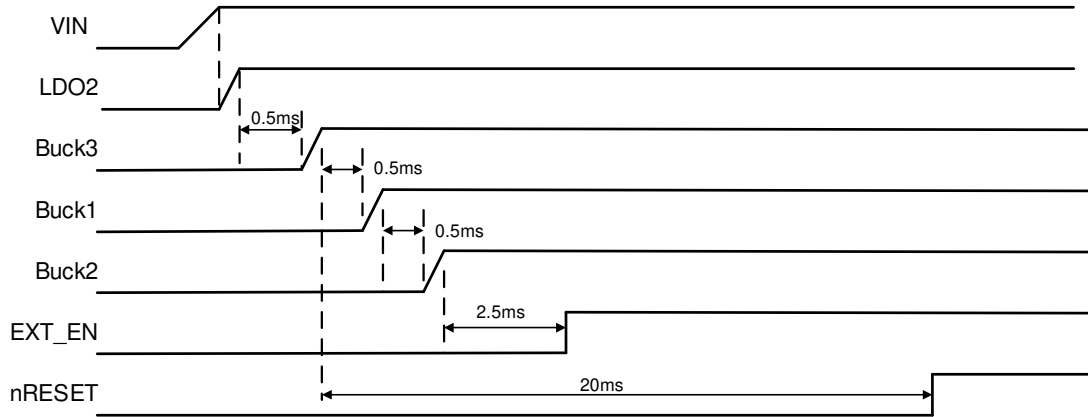 VIN
LDO2
0.5ms
Buck3
0.5ms
Buck1
0.5ms
Buck2
2.5ms
EXT_EN
20ms
nRESET